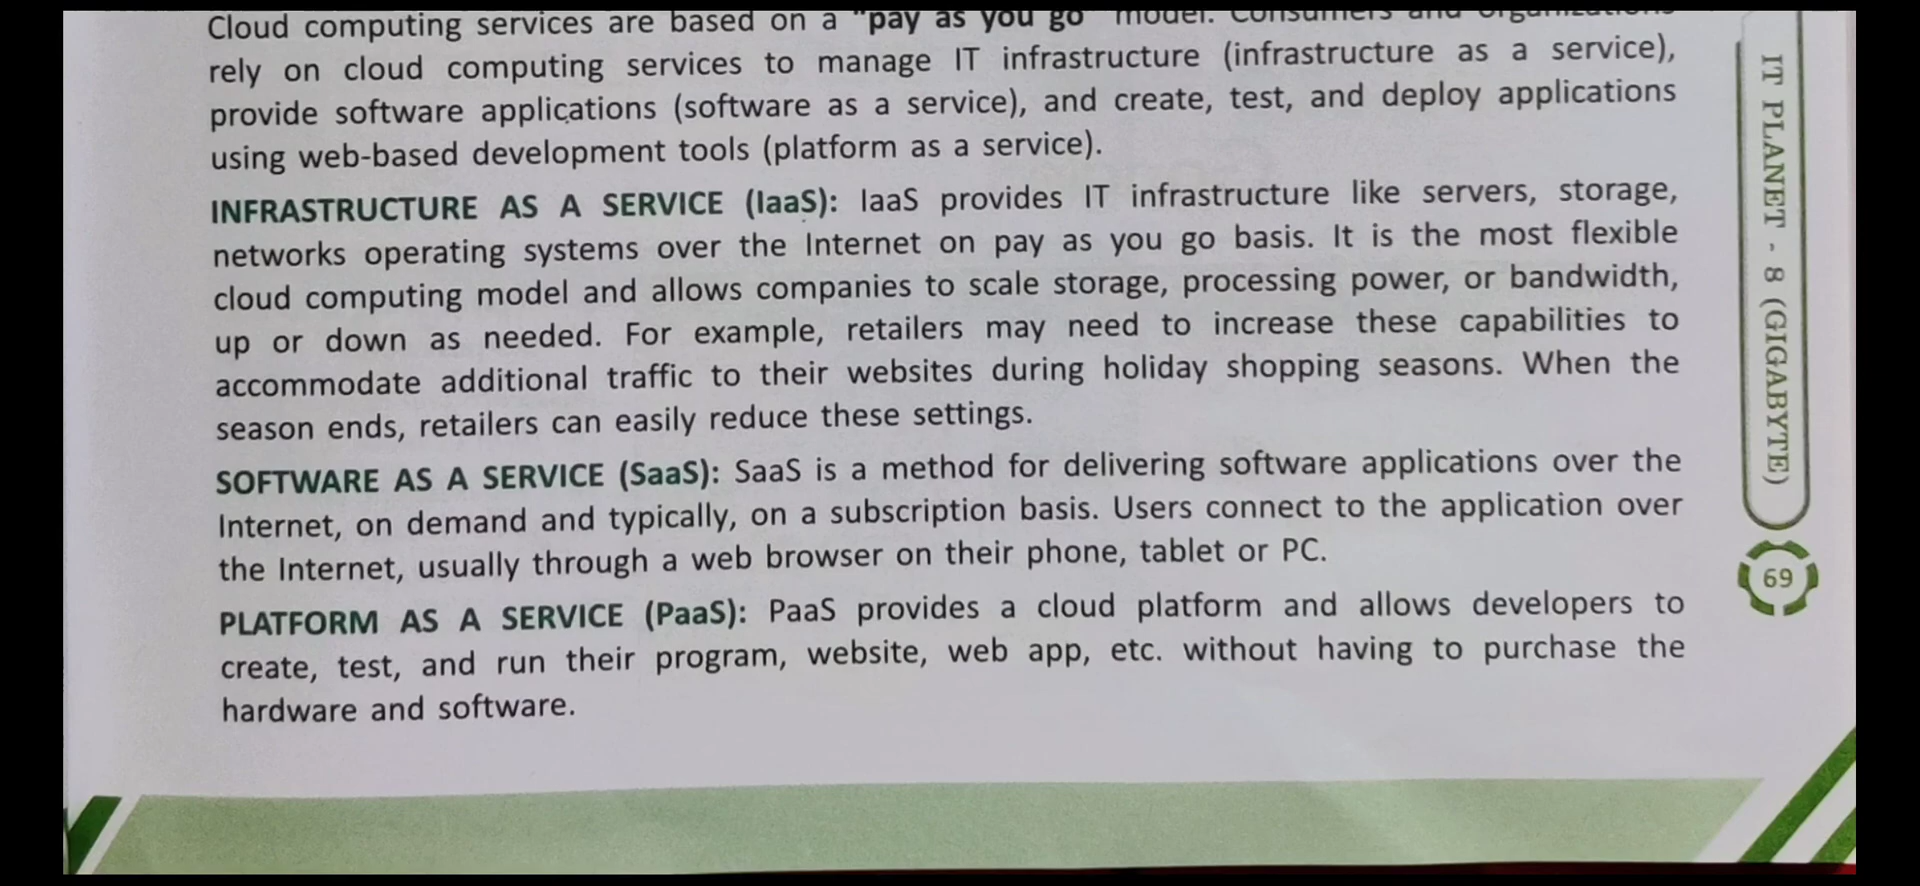 Cloud computing services are based on a "pay as you go" model. Consumers and organizations
rely on cloud computing services to manage IT infrastructure (infrastructure as a service),
provide software applications (software as a service), and create, test, and deploy applications
using web-based development tools (platform as a service).
INFRASTRUCTURE AS A SERVICE (IaaS): IaaS provides IT infrastructure like servers, storage,
networks operating systems over the Internet on pay as you go basis. It is the most flexible
cloud computing model and allows companies to scale storage, processing power, or bandwidth,
up or down as needed. For example, retailers may need to increase these capabilities to
accommodate additional traffic to their websites during holiday shopping seasons. When the
season ends, retailers can easily reduce these settings.
SOFTWARE AS A SERVICE (SaaS): SaaS is a method for delivering software applications over the
Internet, on demand and typically, on a subscription basis. Users connect to the application over
the Internet, usually through a web browser on their phone, tablet or PC.
PLATFORM AS A SERVICE (PaaS): PaaS provides a cloud platform and allows developers to
create, test, and run their program, website, web app, etc. without having to purchase the
hardware and software.
IT PLANET - 8 (GIGABYTE)
69